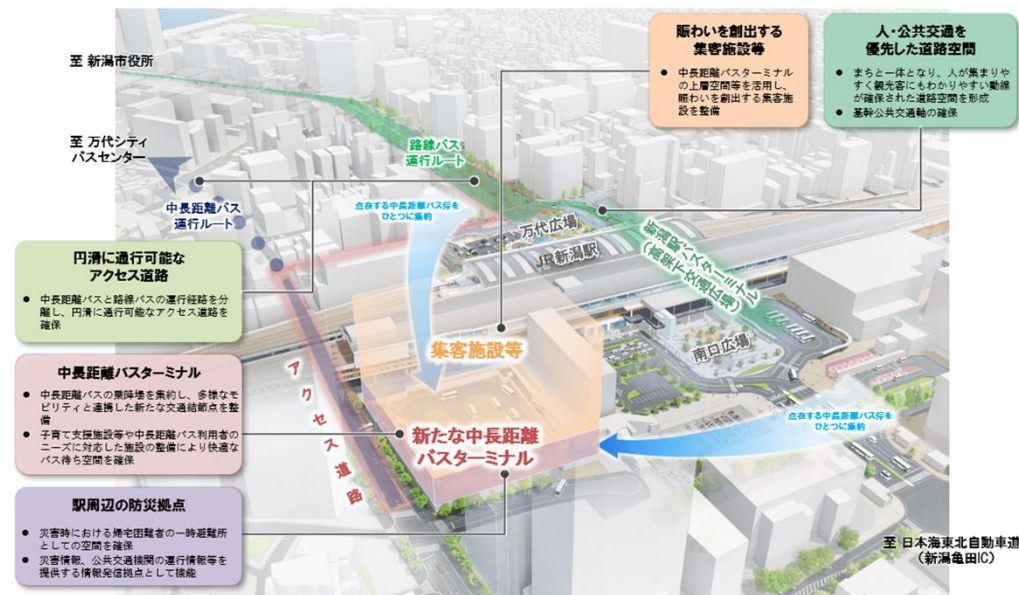 至 新潟市役所
至 万代シティ
バスセンター
中長距離バス
運行ルート
路線バス
運行ルート
点在する中長距離バス停を
ひとつに集約
賑わいを創出する
集客施設等
● 中長距離バスターミナル
の上層空間等を活用し、
賑わいを創出する集客施
設を整備
人・公共交通を
優先した道路空間
● まちと一体となり、人が集まりや
すく観光客にもわかりやすい動線
が確保された道路空間を形成
● 基幹公共交通軸の確保
万代広場
JR新潟駅
新潟駅バスターミナル
(高架下交通広場)
南口広場
円滑に通行可能な
アクセス道路
● 中長距離バスと路線バスの運行経路を分
離し、円滑に通行可能なアクセス道路を
確保
中長距離バスターミナル
● 中長距離バスの乗降場を集約し、多様なモ
ビリティと連携した新たな交通結節点を整
備
● 子育て支援施設等や中長距離バス利用者の
ニーズに対応した施設の整備により快適な
バス待ち空間を確保
駅周辺の防災拠点
● 災害時における帰宅困難者の一時避難所
としての空間を確保
● 災害情報、公共交通機関の運行情報等を
提供する情報発信拠点として機能
アクセス道路
集客施設等
新たな中長距離
バスターミナル
点在する中長距離バス停を
ひとつに集約
至 日本海東北自動車道
(新潟亀田IC)